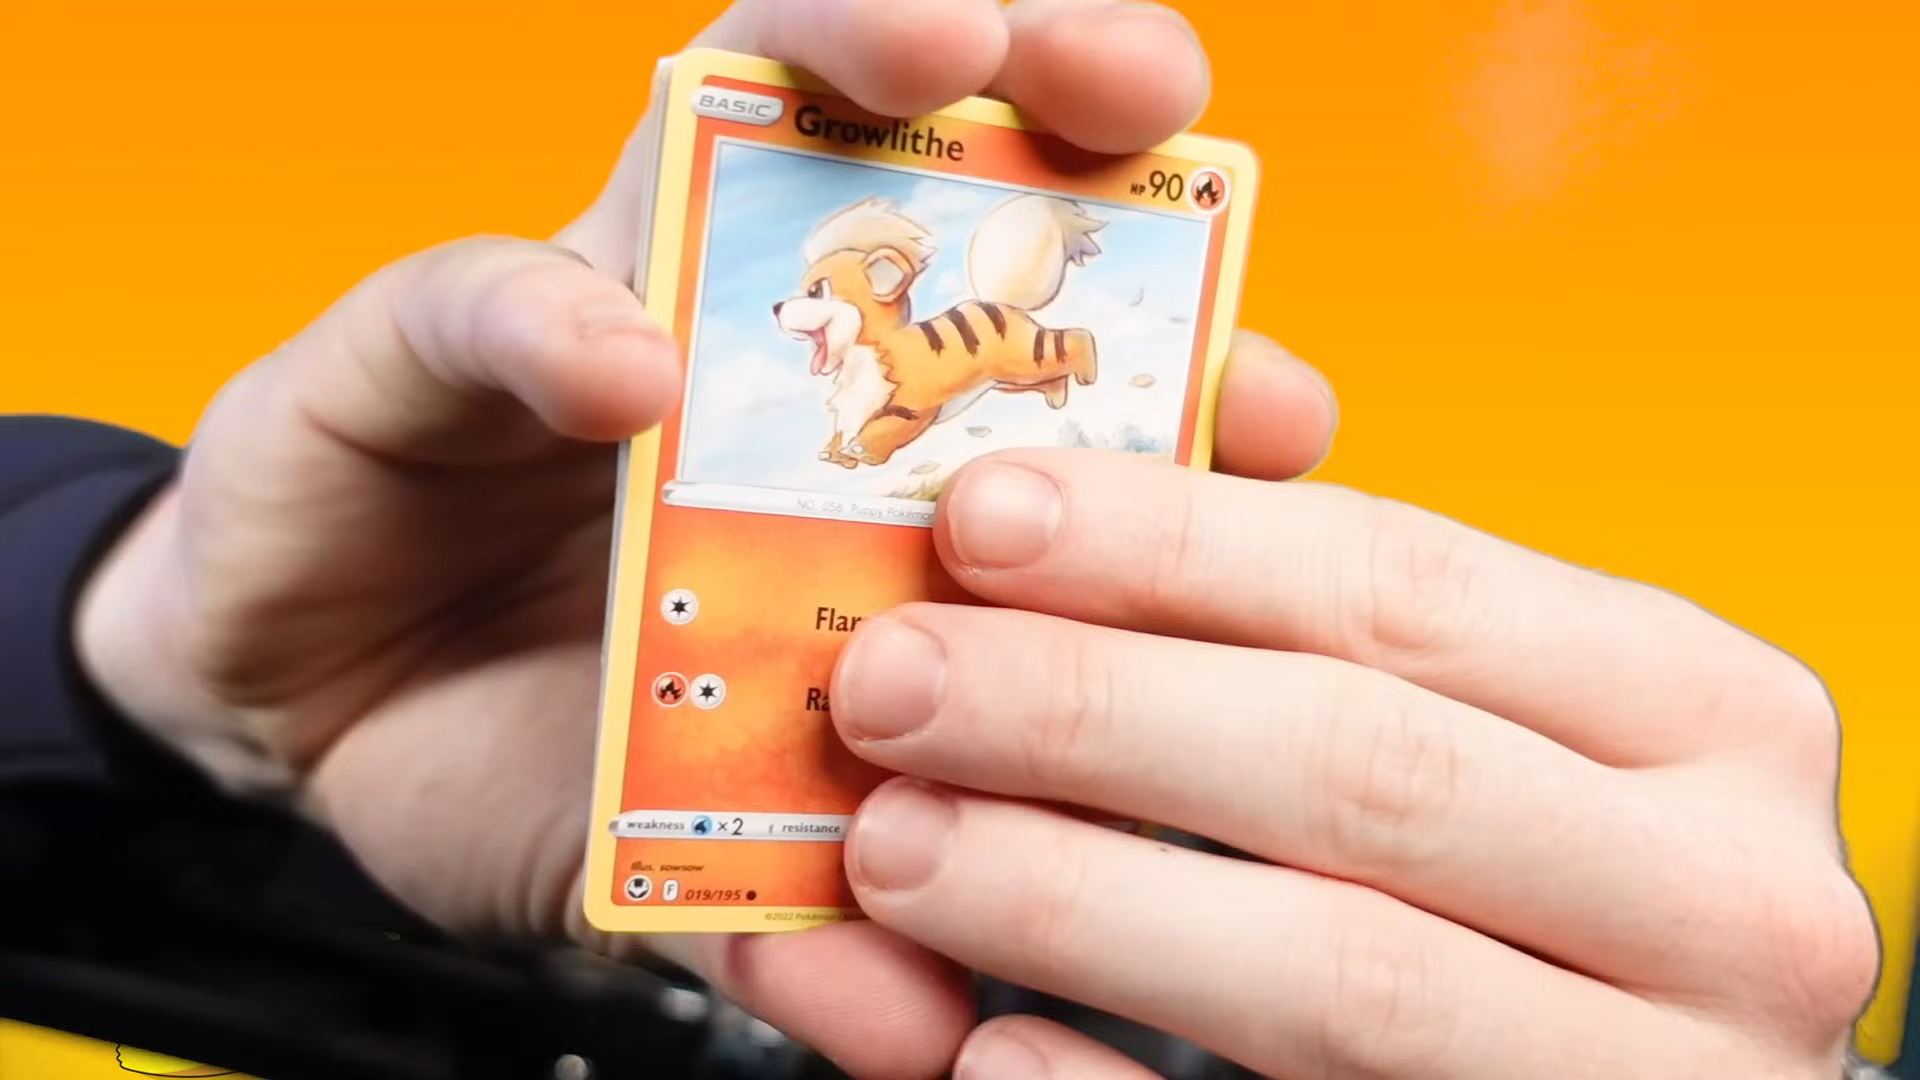 BASIC
Growlithe
HP 90
NO. 058 Puppy Pokémon
Flar
Ra
weakness ×2 resistance
Illus. sowsow
F 019/195
©2022 Pokémon